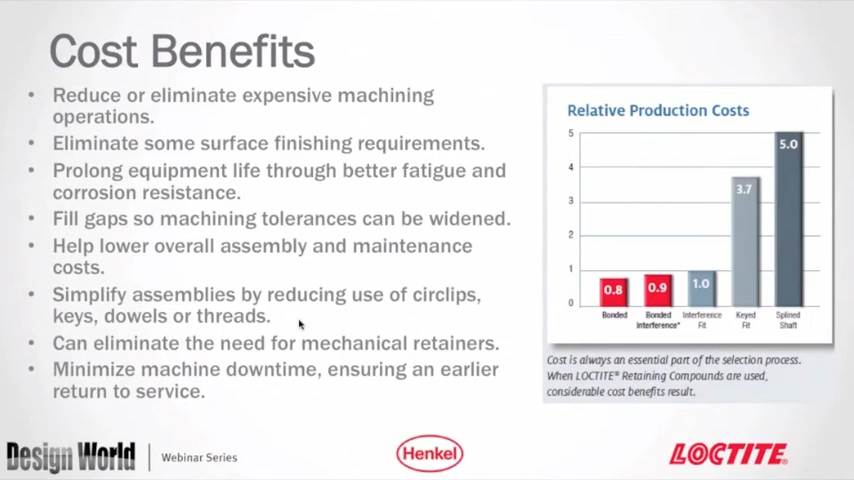 Cost Benefits
• Reduce or eliminate expensive machining
operations.
• Eliminate some surface finishing requirements.
• Prolong equipment life through better fatigue and
corrosion resistance.
• Fill gaps so machining tolerances can be widened.
• Help lower overall assembly and maintenance
costs.
• Simplify assemblies by reducing use of circlips,
keys, dowels or threads.
• Can eliminate the need for mechanical retainers.
• Minimize machine downtime, ensuring an earlier
return to service.
Relative Production Costs
5
4
3
2
1
0
0.8
0.9
1.0
3.7
5.0
Bonded
Bonded
Interference*
Interference
Fit
Keyed
Fit
Splined
Shaft
Cost is always an essential part of the selection process.
When LOCTITE® Retaining Compounds are used,
considerable cost benefits result.
Design World
Webinar Series
Henkel
LOCTITE®